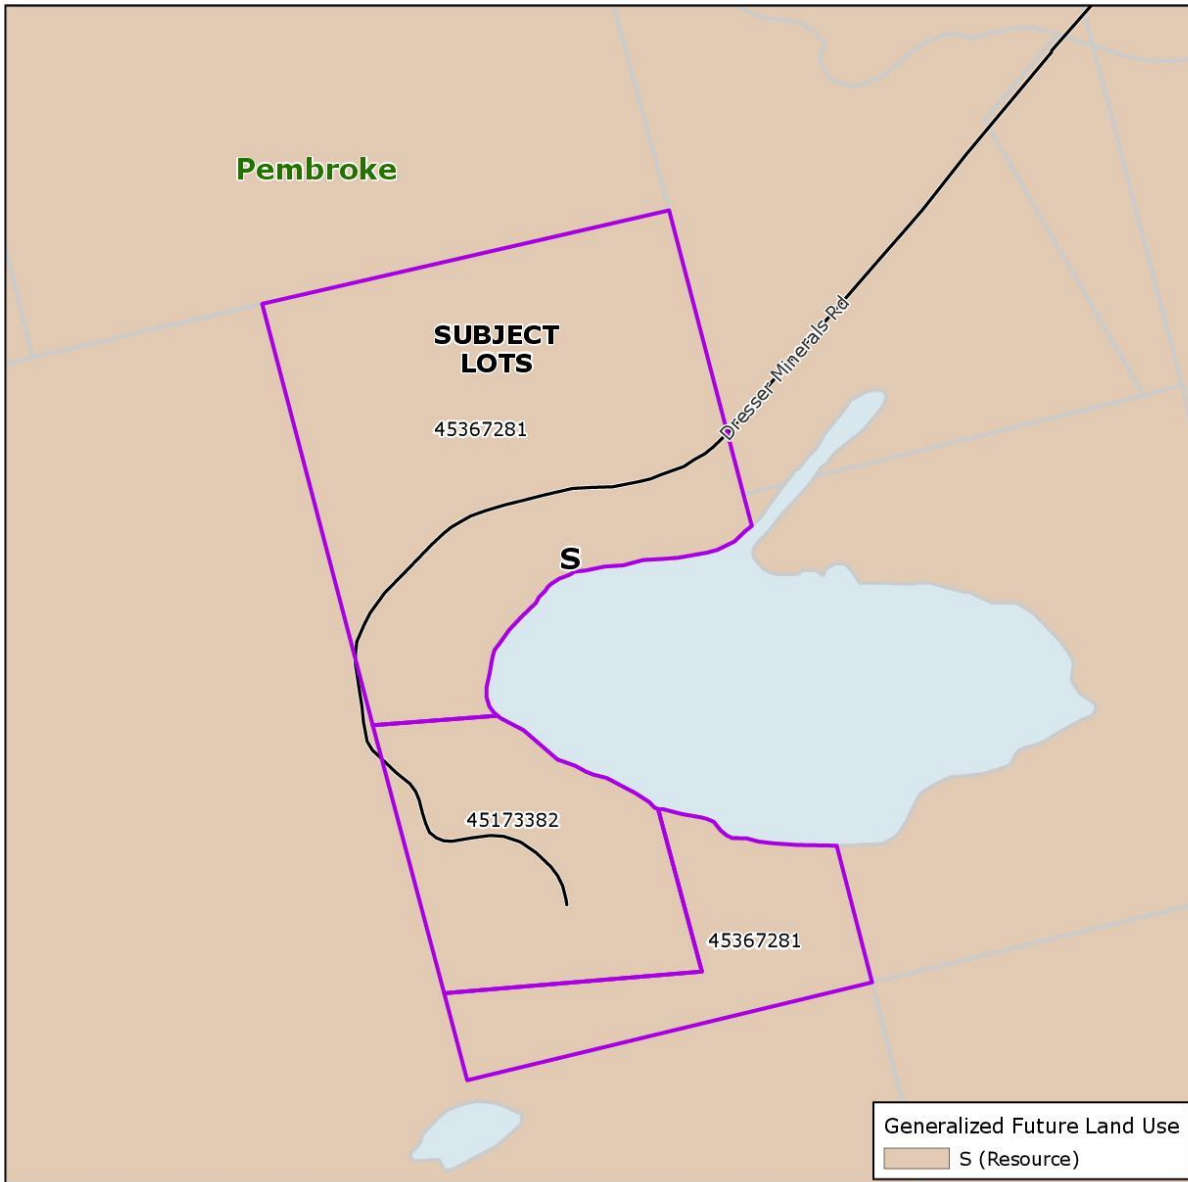 Pembroke
SUBJECT
LOTS
45367281
Dresser Minerals Rd
S
45173382
45367281
Generalized Future Land Use
S (Resource)